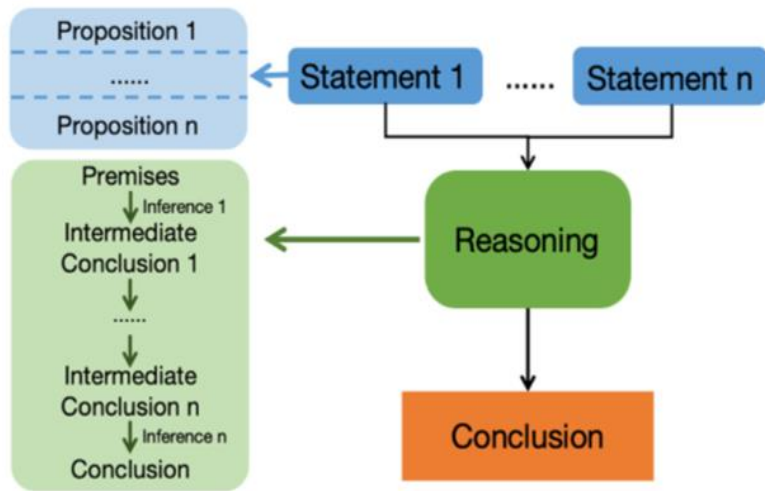 Proposition 1
......
Proposition n
Statement 1
......
Statement n
Premises
Inference 1
Intermediate
Conclusion 1
......
Intermediate
Conclusion n
Inference n
Conclusion
Reasoning
Conclusion